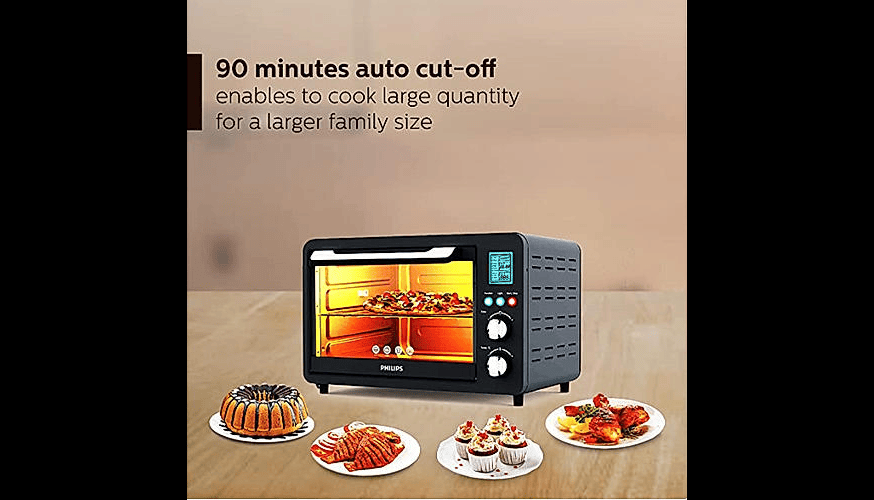 90 minutes auto cut-off
enables to cook large quantity
for a larger family size
PHILIPS